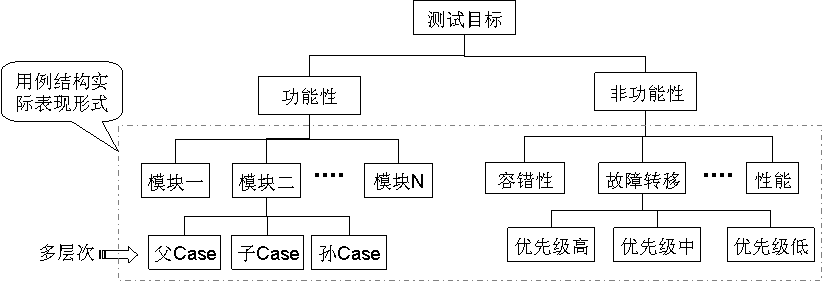 测试目标
用例结构实
际表现形式
功能性
非功能性
模块一
模块二
....
模块N
容错性
故障转移
....
性能
多层次
父Case
子Case
孙Case
优先级高
优先级中
优先级低